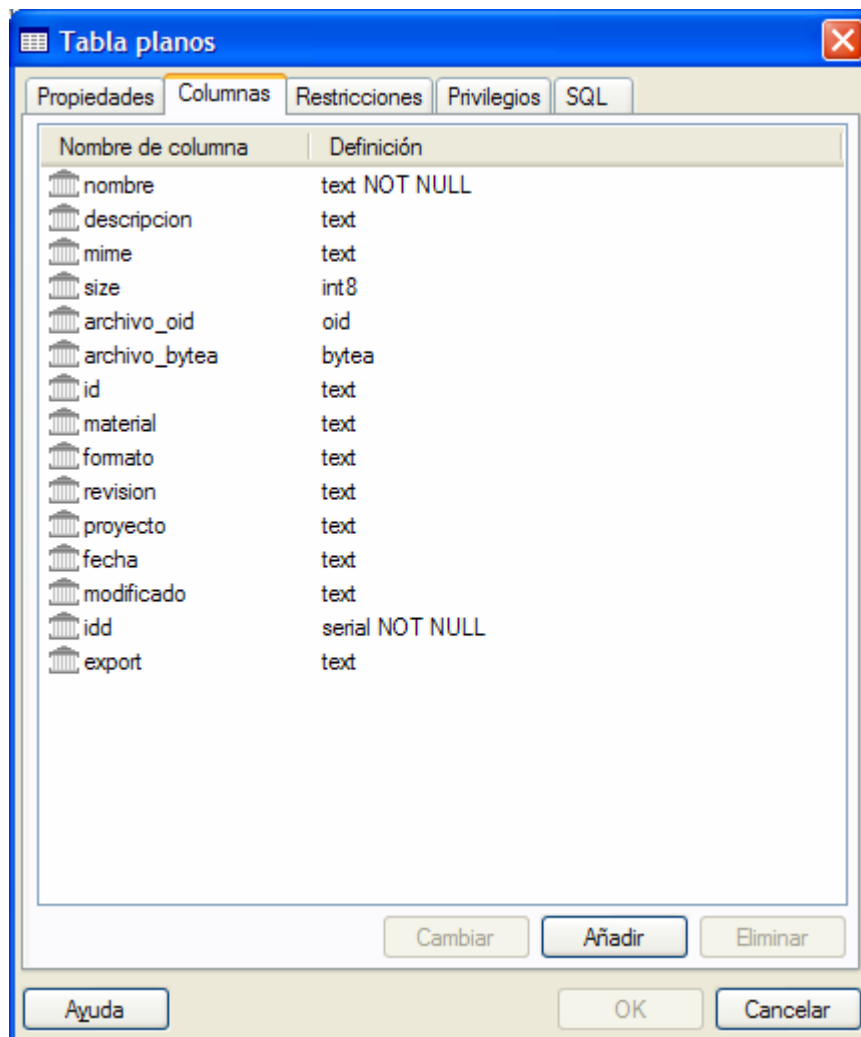 Tabla planos
Propiedades Columnas Restricciones Privilegios SQL
Nombre de columna Definición
nombre text NOT NULL
descripcion text
mime text
size int8
archivo_oid oid
archivo_bytea bytea
id text
material text
formato text
revision text
proyecto text
fecha text
modificado text
idd serial NOT NULL
export text
Cambiar Añadir Eliminar
Ayuda OK Cancelar